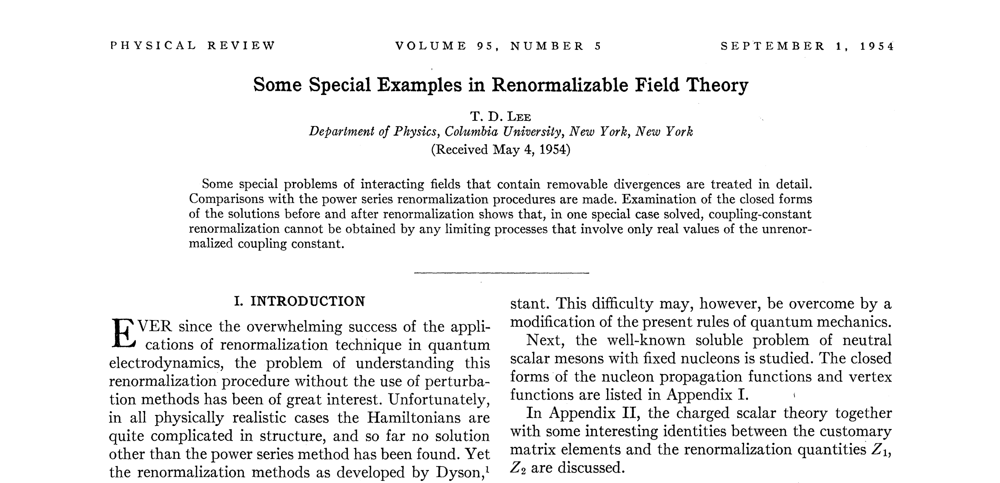 PHYSICAL REVIEW VOLUME 95, NUMBER 5 SEPTEMBER 1, 1954
Some Special Examples in Renormalizable Field Theory
T. D. LEE
Department of Physics, Columbia University, New York, New York
(Received May 4, 1954)
Some special problems of interacting fields that contain removable divergences are treated in detail.
Comparisons with the power series renormalization procedures are made. Examination of the closed forms
of the solutions before and after renormalization shows that, in one special case solved, coupling-constant
renormalization cannot be obtained by any limiting processes that involve only real values of the unrenor-
malized coupling constant.
I. INTRODUCTION
EVER since the overwhelming success of the appli-
cations of renormalization technique in quantum
electrodynamics, the problem of understanding this
renormalization procedure without the use of perturba-
tion methods has been of great interest. Unfortunately,
in all physically realistic cases the Hamiltonians are
quite complicated in structure, and so far no solution
other than the power series method has been found. Yet
the renormalization methods as developed by Dyson,¹
stant. This difficulty may, however, be overcome by a
modification of the present rules of quantum mechanics.
Next, the well-known soluble problem of neutral
scalar mesons with fixed nucleons is studied. The closed
forms of the nucleon propagation functions and vertex
functions are listed in Appendix I.
In Appendix II, the charged scalar theory together
with some interesting identities between the customary
matrix elements and the renormalization quantities Z₁,
Z₂ are discussed.